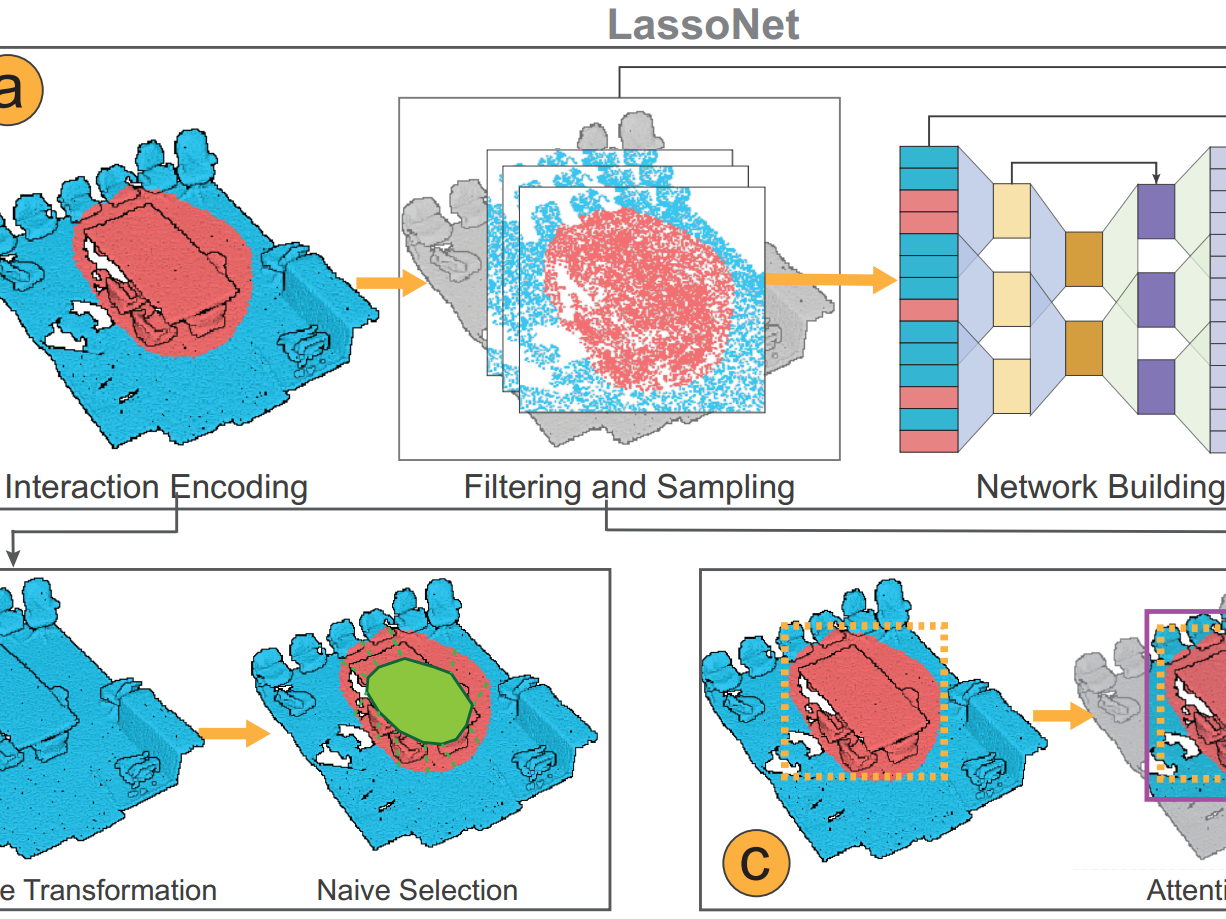 LassoNet
a
Interaction Encoding
Filtering and Sampling
Network Building
c
e Transformation
Naive Selection
Attenti